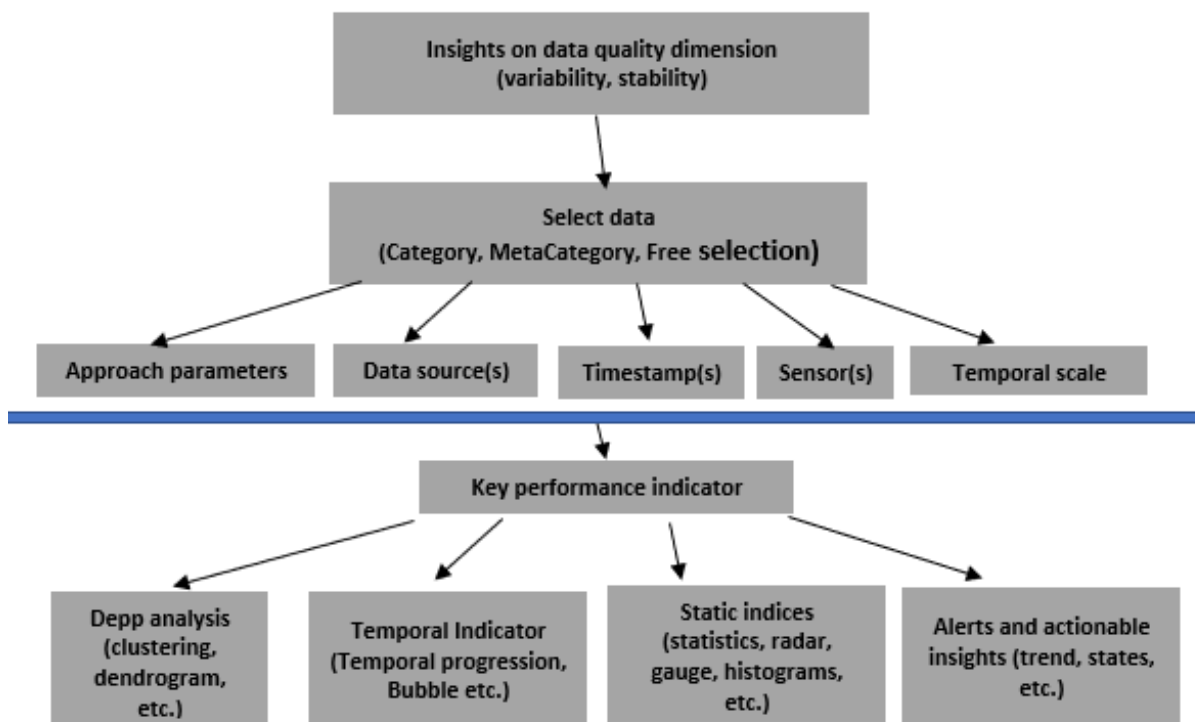 Insights on data quality dimension
(variability, stability)
Select data
(Category, MetaCategory, Free selection)
Approach parameters
Data source(s)
Timestamp(s)
Sensor(s)
Temporal scale
Key performance indicator
Depp analysis
(clustering,
dendrogram,
etc.)
Temporal Indicator
(Temporal progression,
Bubble etc.)
Static indices
(statistics, radar,
gauge, histograms,
etc.)
Alerts and actionable
insights (trend, states,
etc.)